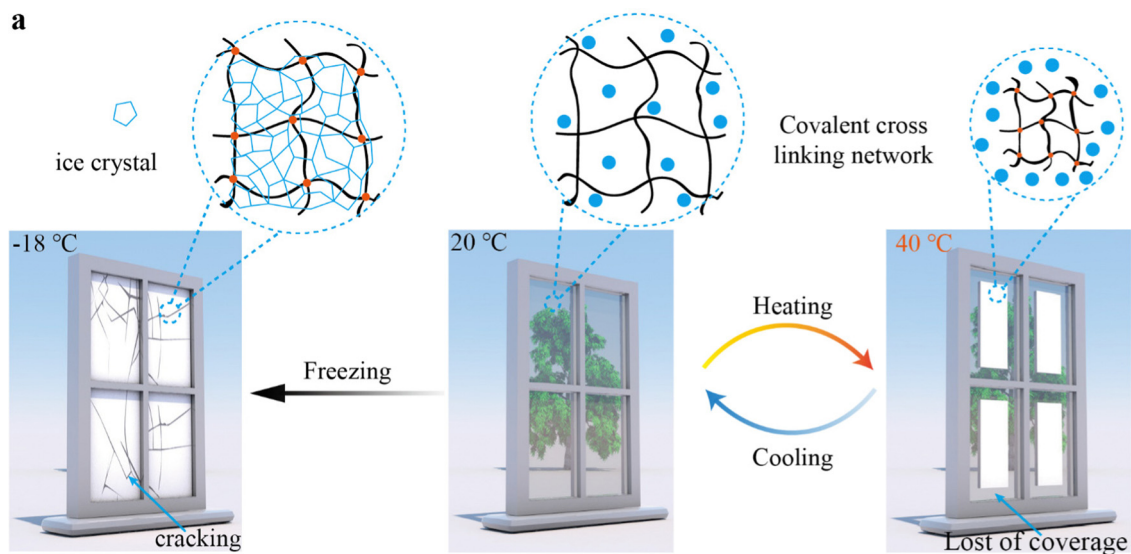 a
ice crystal
Covalent cross
linking network
-18 °C
20 °C
40 °C
Freezing
Heating
Cooling
cracking
Lost of coverage